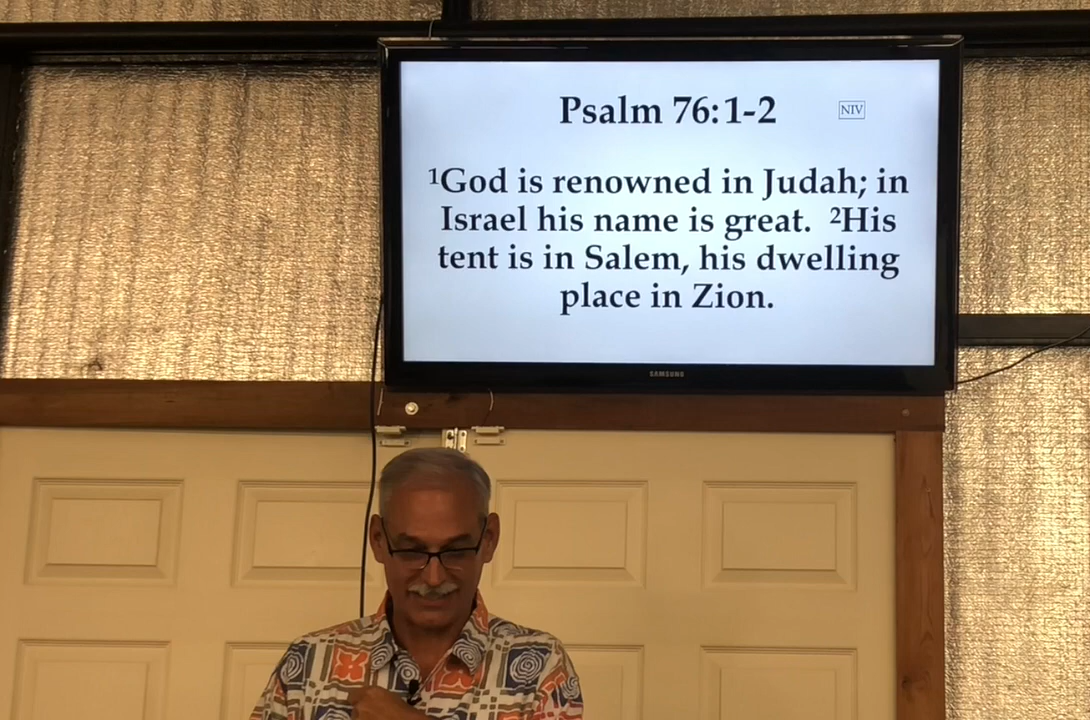 Psalm 76:1-2 NIV
¹God is renowned in Judah; in
Israel his name is great. ²His
tent is in Salem, his dwelling
place in Zion.
SAMSUNG